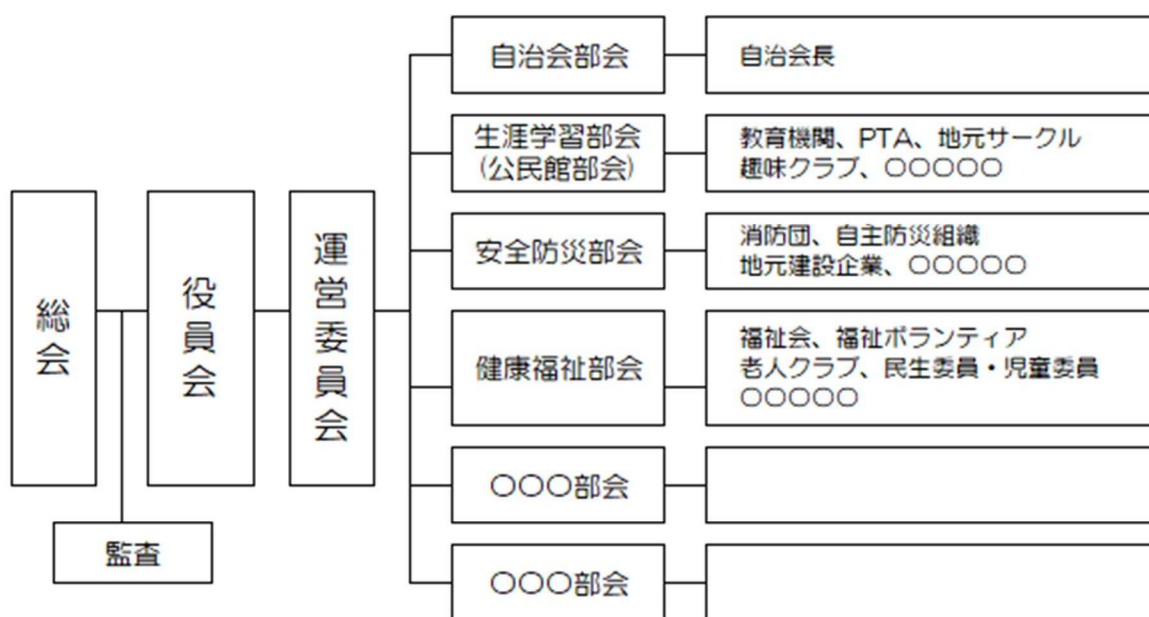 総会
監査
役員会
運営委員会
自治会部会
自治会長
生涯学習部会
(公民館部会)
教育機関、PTA、地元サークル
趣味クラブ、○○○○○
安全防災部会
消防団、自主防災組織
地元建設企業、○○○○○
健康福祉部会
福祉会、福祉ボランティア
老人クラブ、民生委員・児童委員
○○○○○
○○○部会
○○○部会